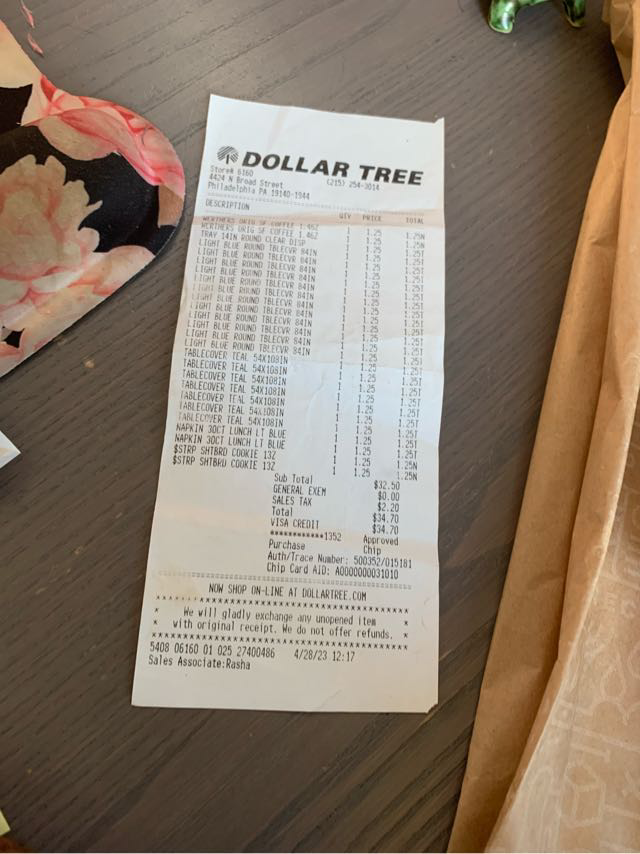 DOLLAR TREE
Store# 6160 (215) 254-3014
4424 N Broad Street
Philadelphia PA 19140-1944
DESCRIPTION QTY PRICE TOTAL
WERTHERS ORIG SF COFFEE 1.46Z 1 1.25 1.25N
WERTHERS ORIG SF COFFEE 1.46Z 1 1.25 1.25N
TRAY 14IN ROUND CLEAR DISP 1 1.25 1.25T
LIGHT BLUE ROUND TBLECVR 84IN 1 1.25 1.25T
LIGHT BLUE ROUND TBLECVR 84IN 1 1.25 1.25T
LIGHT BLUE ROUND TBLECVR 84IN 1 1.25 1.25T
LIGHT BLUE ROUND TBLECVR 84IN 1 1.25 1.25T
LIGHT BLUE ROUND TBLECVR 84IN 1 1.25 1.25T
LIGHT BLUE ROUND TBLECVR 84IN 1 1.25 1.25T
LIGHT BLUE ROUND TBLECVR 84IN 1 1.25 1.25T
LIGHT BLUE ROUND TBLECVR 84IN 1 1.25 1.25T
LIGHT BLUE ROUND TBLECVR 84IN 1 1.25 1.25T
LIGHT BLUE ROUND TBLECVR 84IN 1 1.25 1.25T
LIGHT BLUE ROUND TBLECVR 84IN 1 1.25 1.25T
LIGHT BLUE ROUND TBLECVR 84IN 1 1.25 1.25T
TABLECOVER TEAL 54X108IN 1 1.25 1.25T
TABLECOVER TEAL 54X108IN 1 1.25 1.25T
TABLECOVER TEAL 54X108IN 1 1.25 1.25T
TABLECOVER TEAL 54X108IN 1 1.25 1.25T
TABLECOVER TEAL 54X108IN 1 1.25 1.25T
TABLECOVER TEAL 54X108IN 1 1.25 1.25T
TABLECOVER TEAL 54X108IN 1 1.25 1.25T
NAPKIN 30CT LUNCH LT BLUE 1 1.25 1.25T
NAPKIN 30CT LUNCH LT BLUE 1 1.25 1.25T
$STRP SHTBRD COOKIE 13Z 1 1.25 1.25N
$STRP SHTBRD COOKIE 13Z 1 1.25 1.25N
Sub Total $32.50
GENERAL EXEM $0.00
SALES TAX $2.20
Total $34.70
VISA CREDIT $34.70
************1352 Approved
Purchase Chip
Auth/Trace Number: 500352/015181
Chip Card AID: A0000000031010
NOW SHOP ON-LINE AT DOLLARTREE.COM
* We will gladly exchange any unopened item *
* with original receipt. We do not offer refunds. *
5408 06160 01 025 27400486 4/28/23 12:17
Sales Associate:Rasha